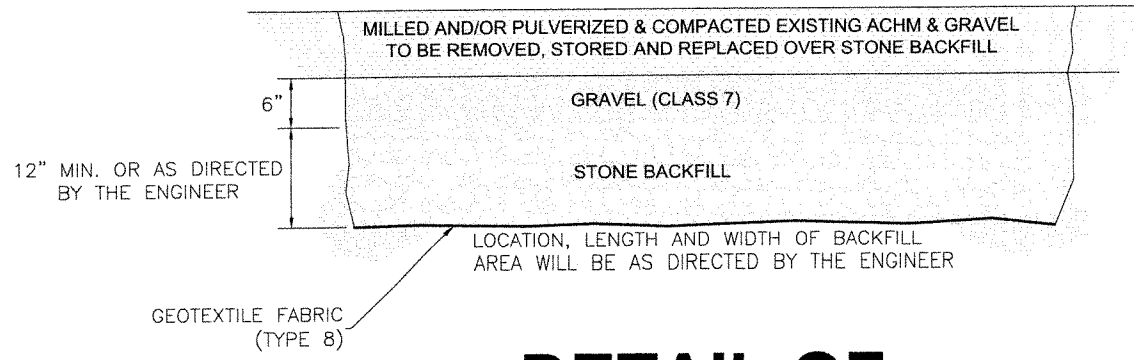 MILLED AND/OR PULVERIZED & COMPACTED EXISTING ACHM & GRAVEL
TO BE REMOVED, STORED AND REPLACED OVER STONE BACKFILL
6"
GRAVEL (CLASS 7)
12" MIN. OR AS DIRECTED
BY THE ENGINEER
STONE BACKFILL
LOCATION, LENGTH AND WIDTH OF BACKFILL
AREA WILL BE AS DIRECTED BY THE ENGINEER
GEOTEXTILE FABRIC
(TYPE 8)
DETAIL OF